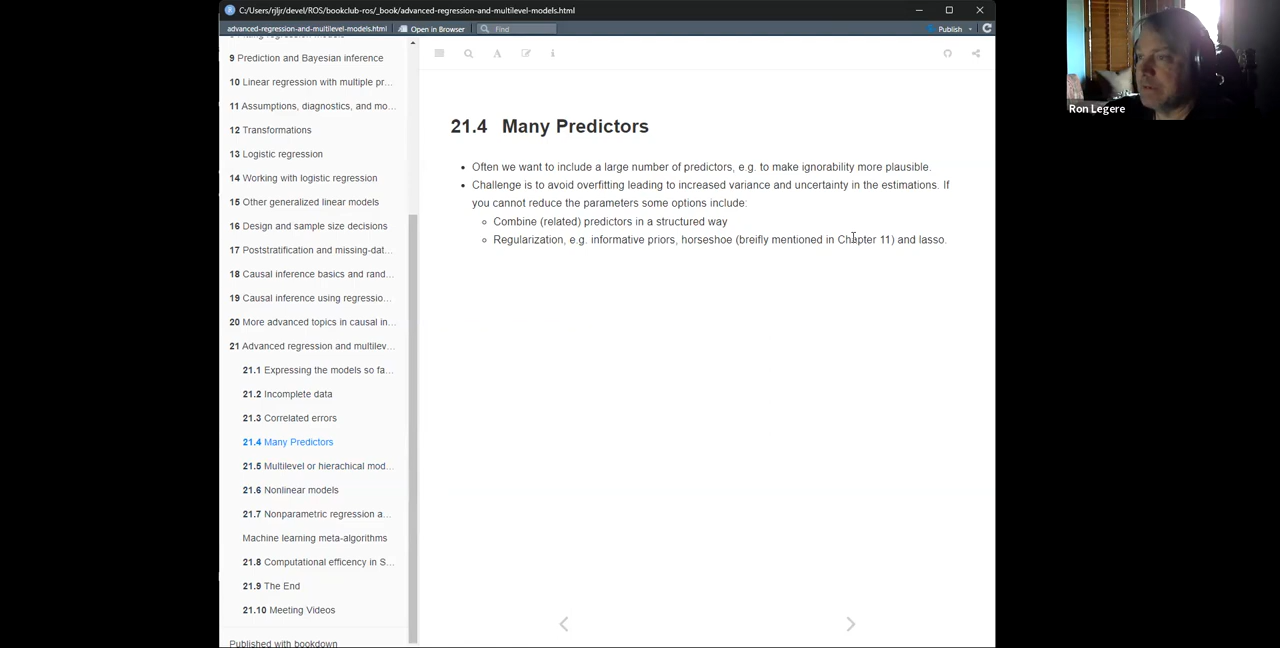 C:/Users/rjljr/devel/ROS/bookclub-ros/_book/advanced-regression-and-multilevel-models.html
advanced-regression-and-multilevel-models.html
Open in Browser
Find
Publish
9 Prediction and Bayesian inference
10 Linear regression with multiple pr...
11 Assumptions, diagnostics, and mo...
12 Transformations
13 Logistic regression
14 Working with logistic regression
15 Other generalized linear models
16 Design and sample size decisions
17 Poststratification and missing-dat...
18 Causal inference basics and rand...
19 Causal inference using regressio...
20 More advanced topics in causal in...
21 Advanced regression and multilev...
21.1 Expressing the models so fa...
21.2 Incomplete data
21.3 Correlated errors
21.4 Many Predictors
21.5 Multilevel or hierachical mod...
21.6 Nonlinear models
21.7 Nonparametric regression a...
Machine learning meta-algorithms
21.8 Computational efficency in S...
21.9 The End
21.10 Meeting Videos
Published with bookdown
21.4 Many Predictors
Often we want to include a large number of predictors, e.g. to make ignorability more plausible.
Challenge is to avoid overfitting leading to increased variance and uncertainty in the estimations. If
you cannot reduce the parameters some options include:
Combine (related) predictors in a structured way
Regularization, e.g. informative priors, horseshoe (breifly mentioned in Chapter 11) and lasso.
Ron Legere